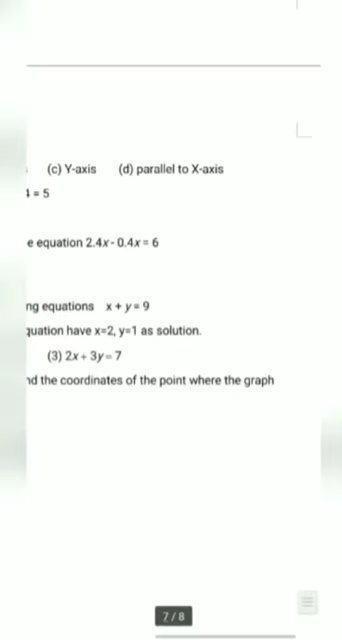 (c) Y-axis (d) parallel to X-axis
= 5
e equation 2.4x - 0.4x = 6
ng equations x + y = 9
quation have x=2, y=1 as solution.
(3) 2x + 3y = 7
nd the coordinates of the point where the graph
7 / 8